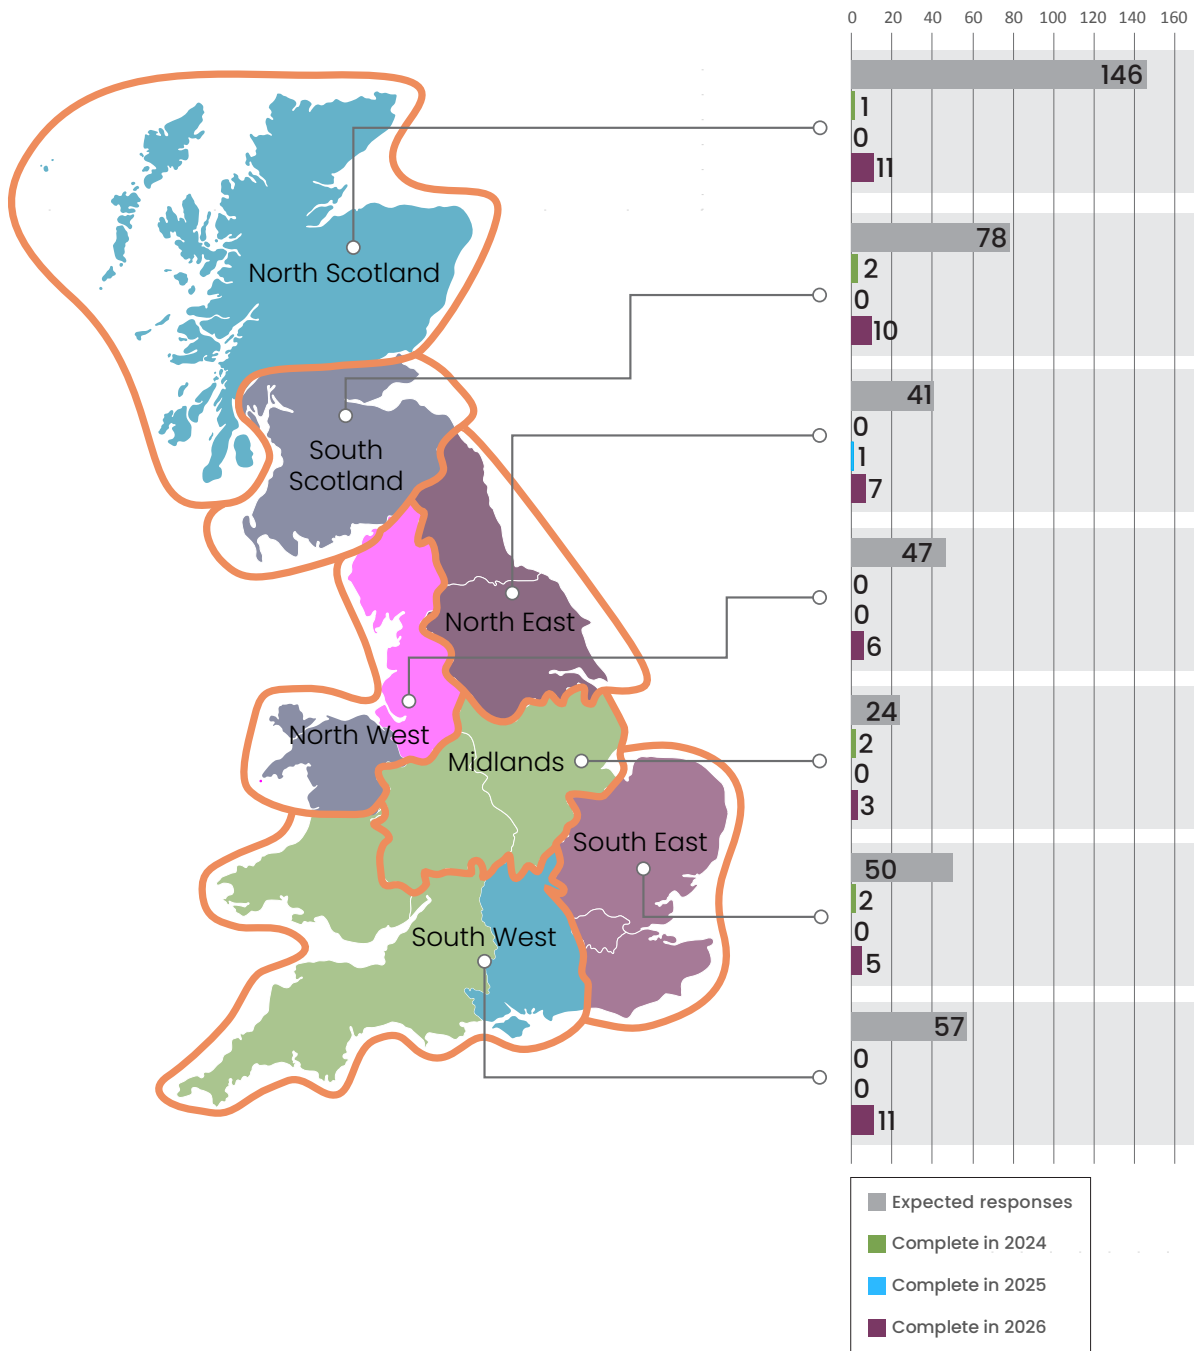 0 20 40 60 80 100 120 140 160
146
1
0
11
North Scotland
78
2
0
10
South
Scotland
41
0
1
7
North East
47
0
0
6
North West
24
2
0
3
Midlands
50
2
0
5
South East
57
0
0
11
South West
Expected responses
Complete in 2024
Complete in 2025
Complete in 2026